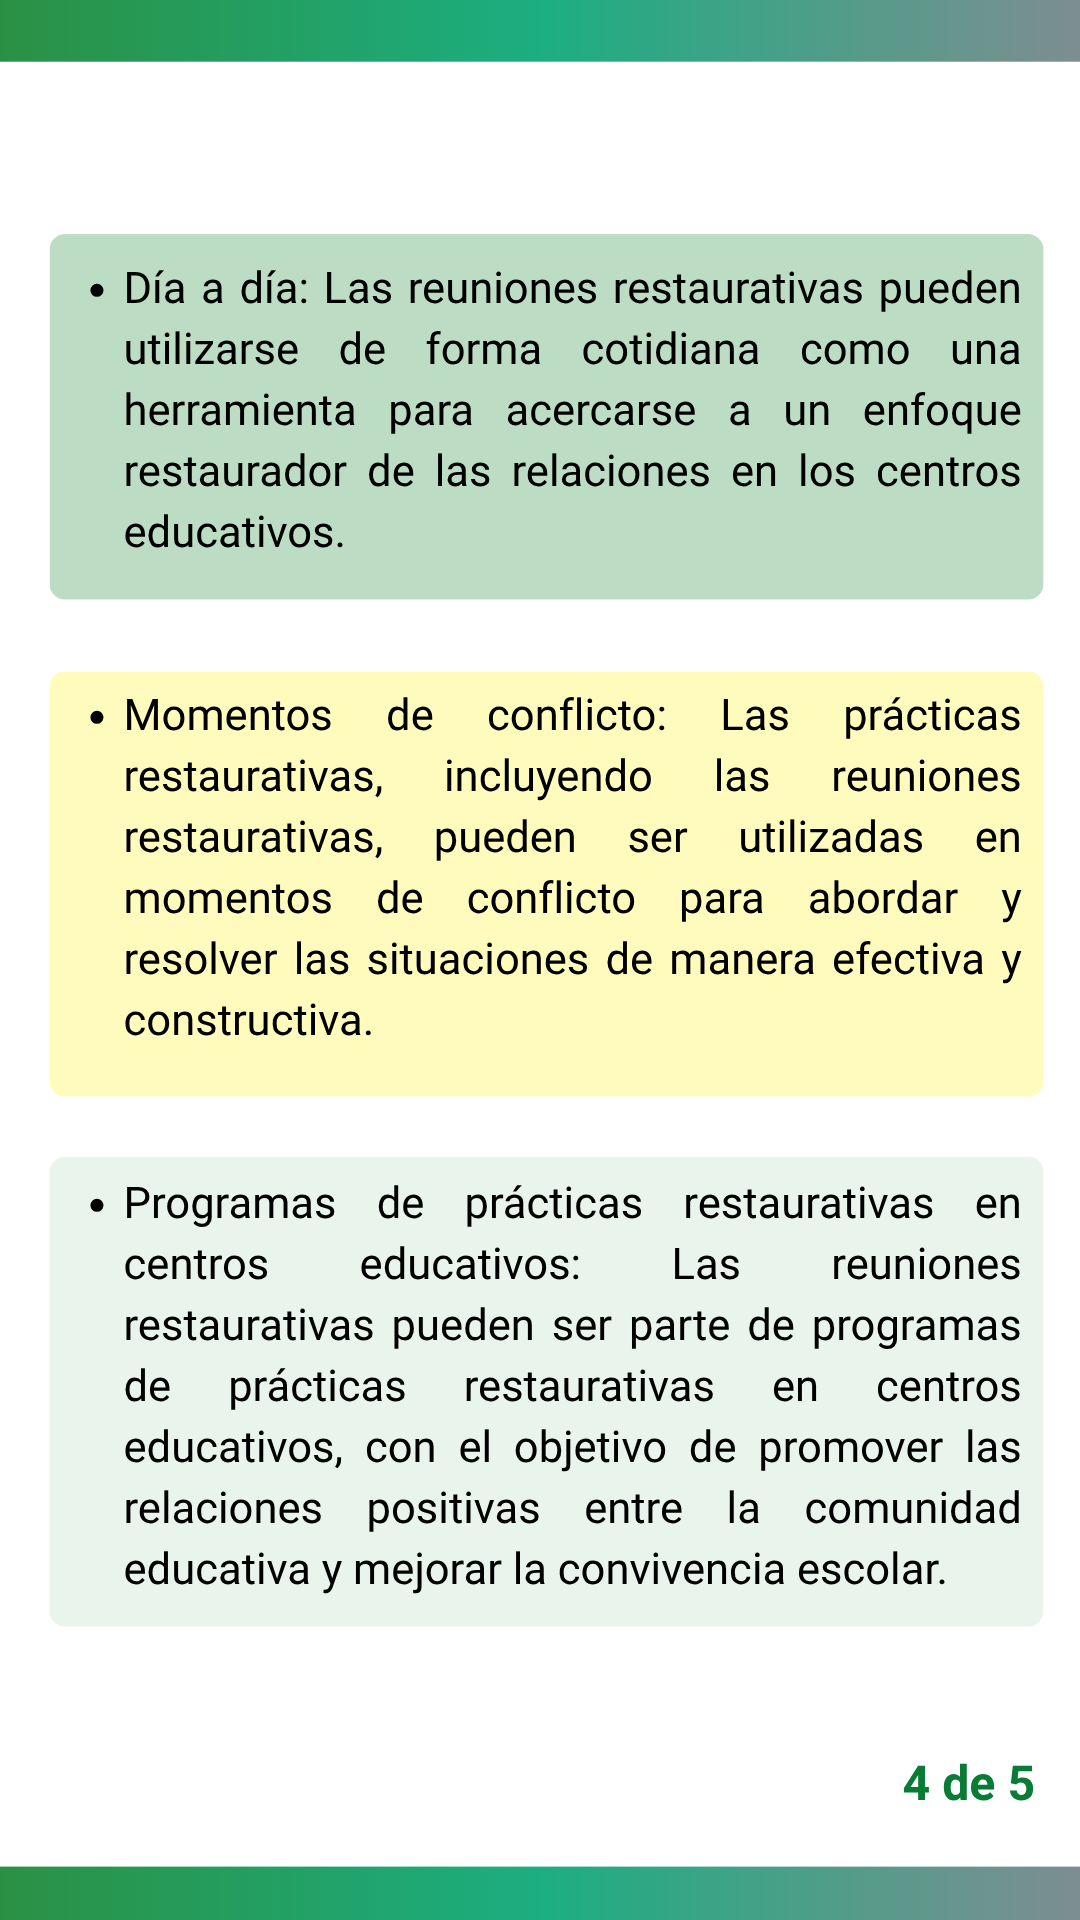 • Día a día: Las reuniones restaurativas pueden
utilizarse de forma cotidiana como una
herramienta para acercarse a un enfoque
restaurador de las relaciones en los centros
educativos.
• Momentos de conflicto: Las prácticas
restaurativas, incluyendo las reuniones
restaurativas, pueden ser utilizadas en
momentos de conflicto para abordar y
resolver las situaciones de manera efectiva y
constructiva.
• Programas de prácticas restaurativas en
centros educativos: Las reuniones
restaurativas pueden ser parte de programas
de prácticas restaurativas en centros
educativos, con el objetivo de promover las
relaciones positivas entre la comunidad
educativa y mejorar la convivencia escolar.
4 de 5